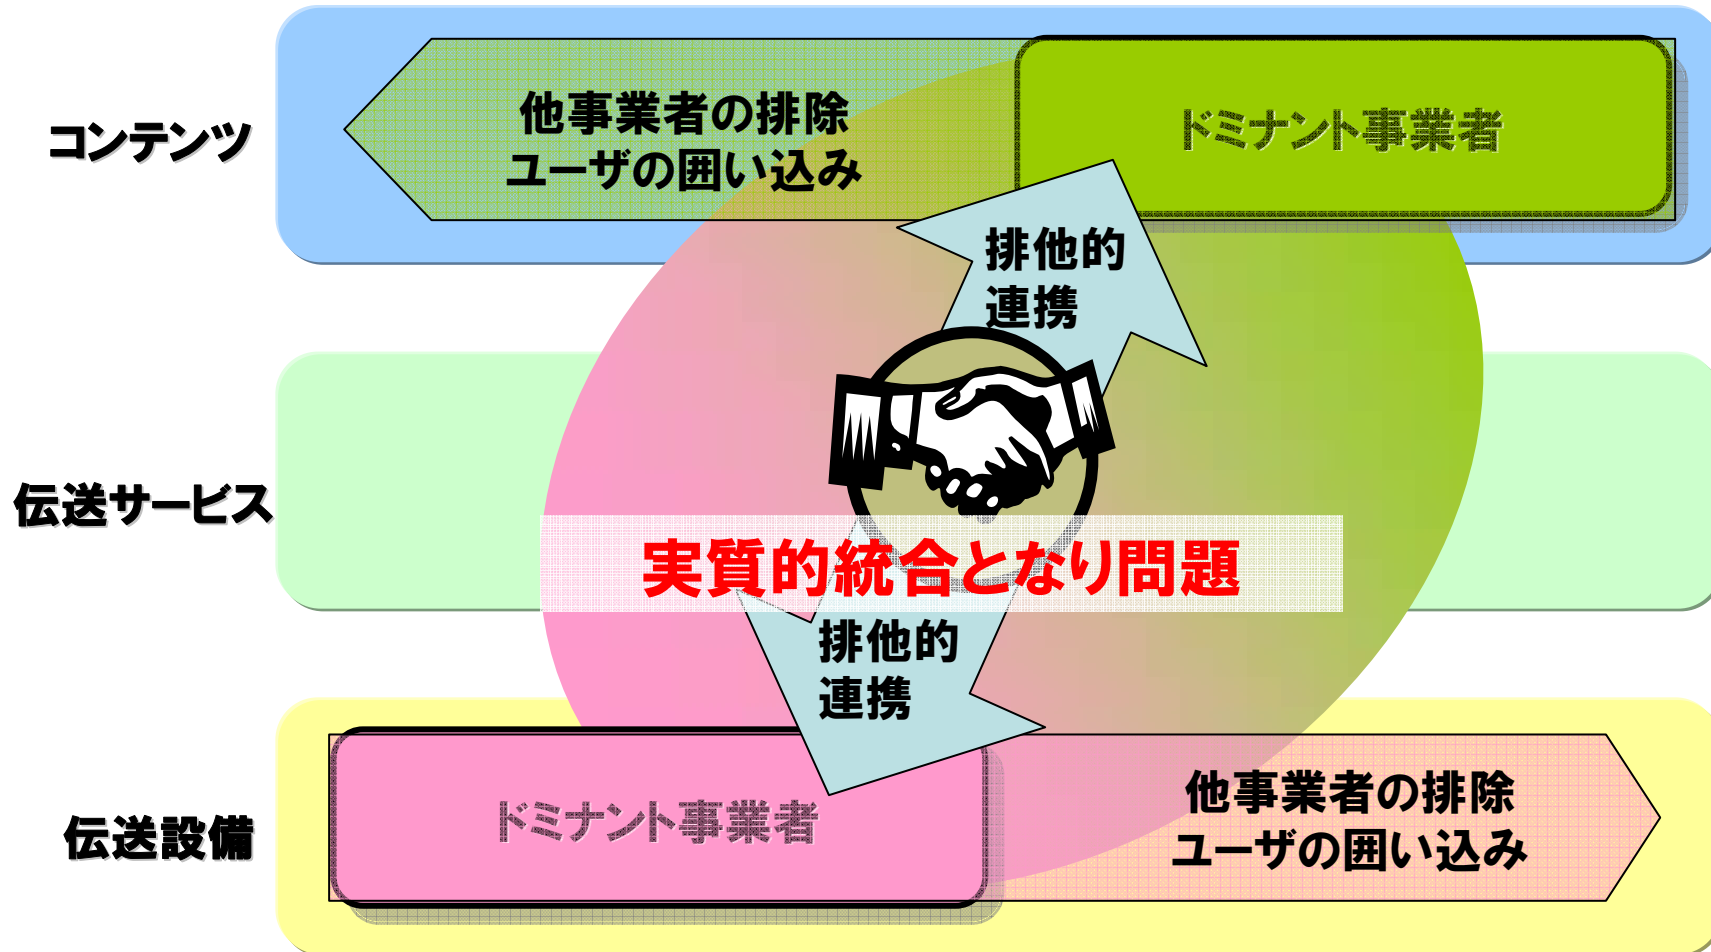 コンテンツ
他事業者の排除
ユーザの囲い込み
ドミナント事業者
排他的
連携
伝送サービス
実質的統合となり問題
排他的
連携
伝送設備
ドミナント事業者
他事業者の排除
ユーザの囲い込み